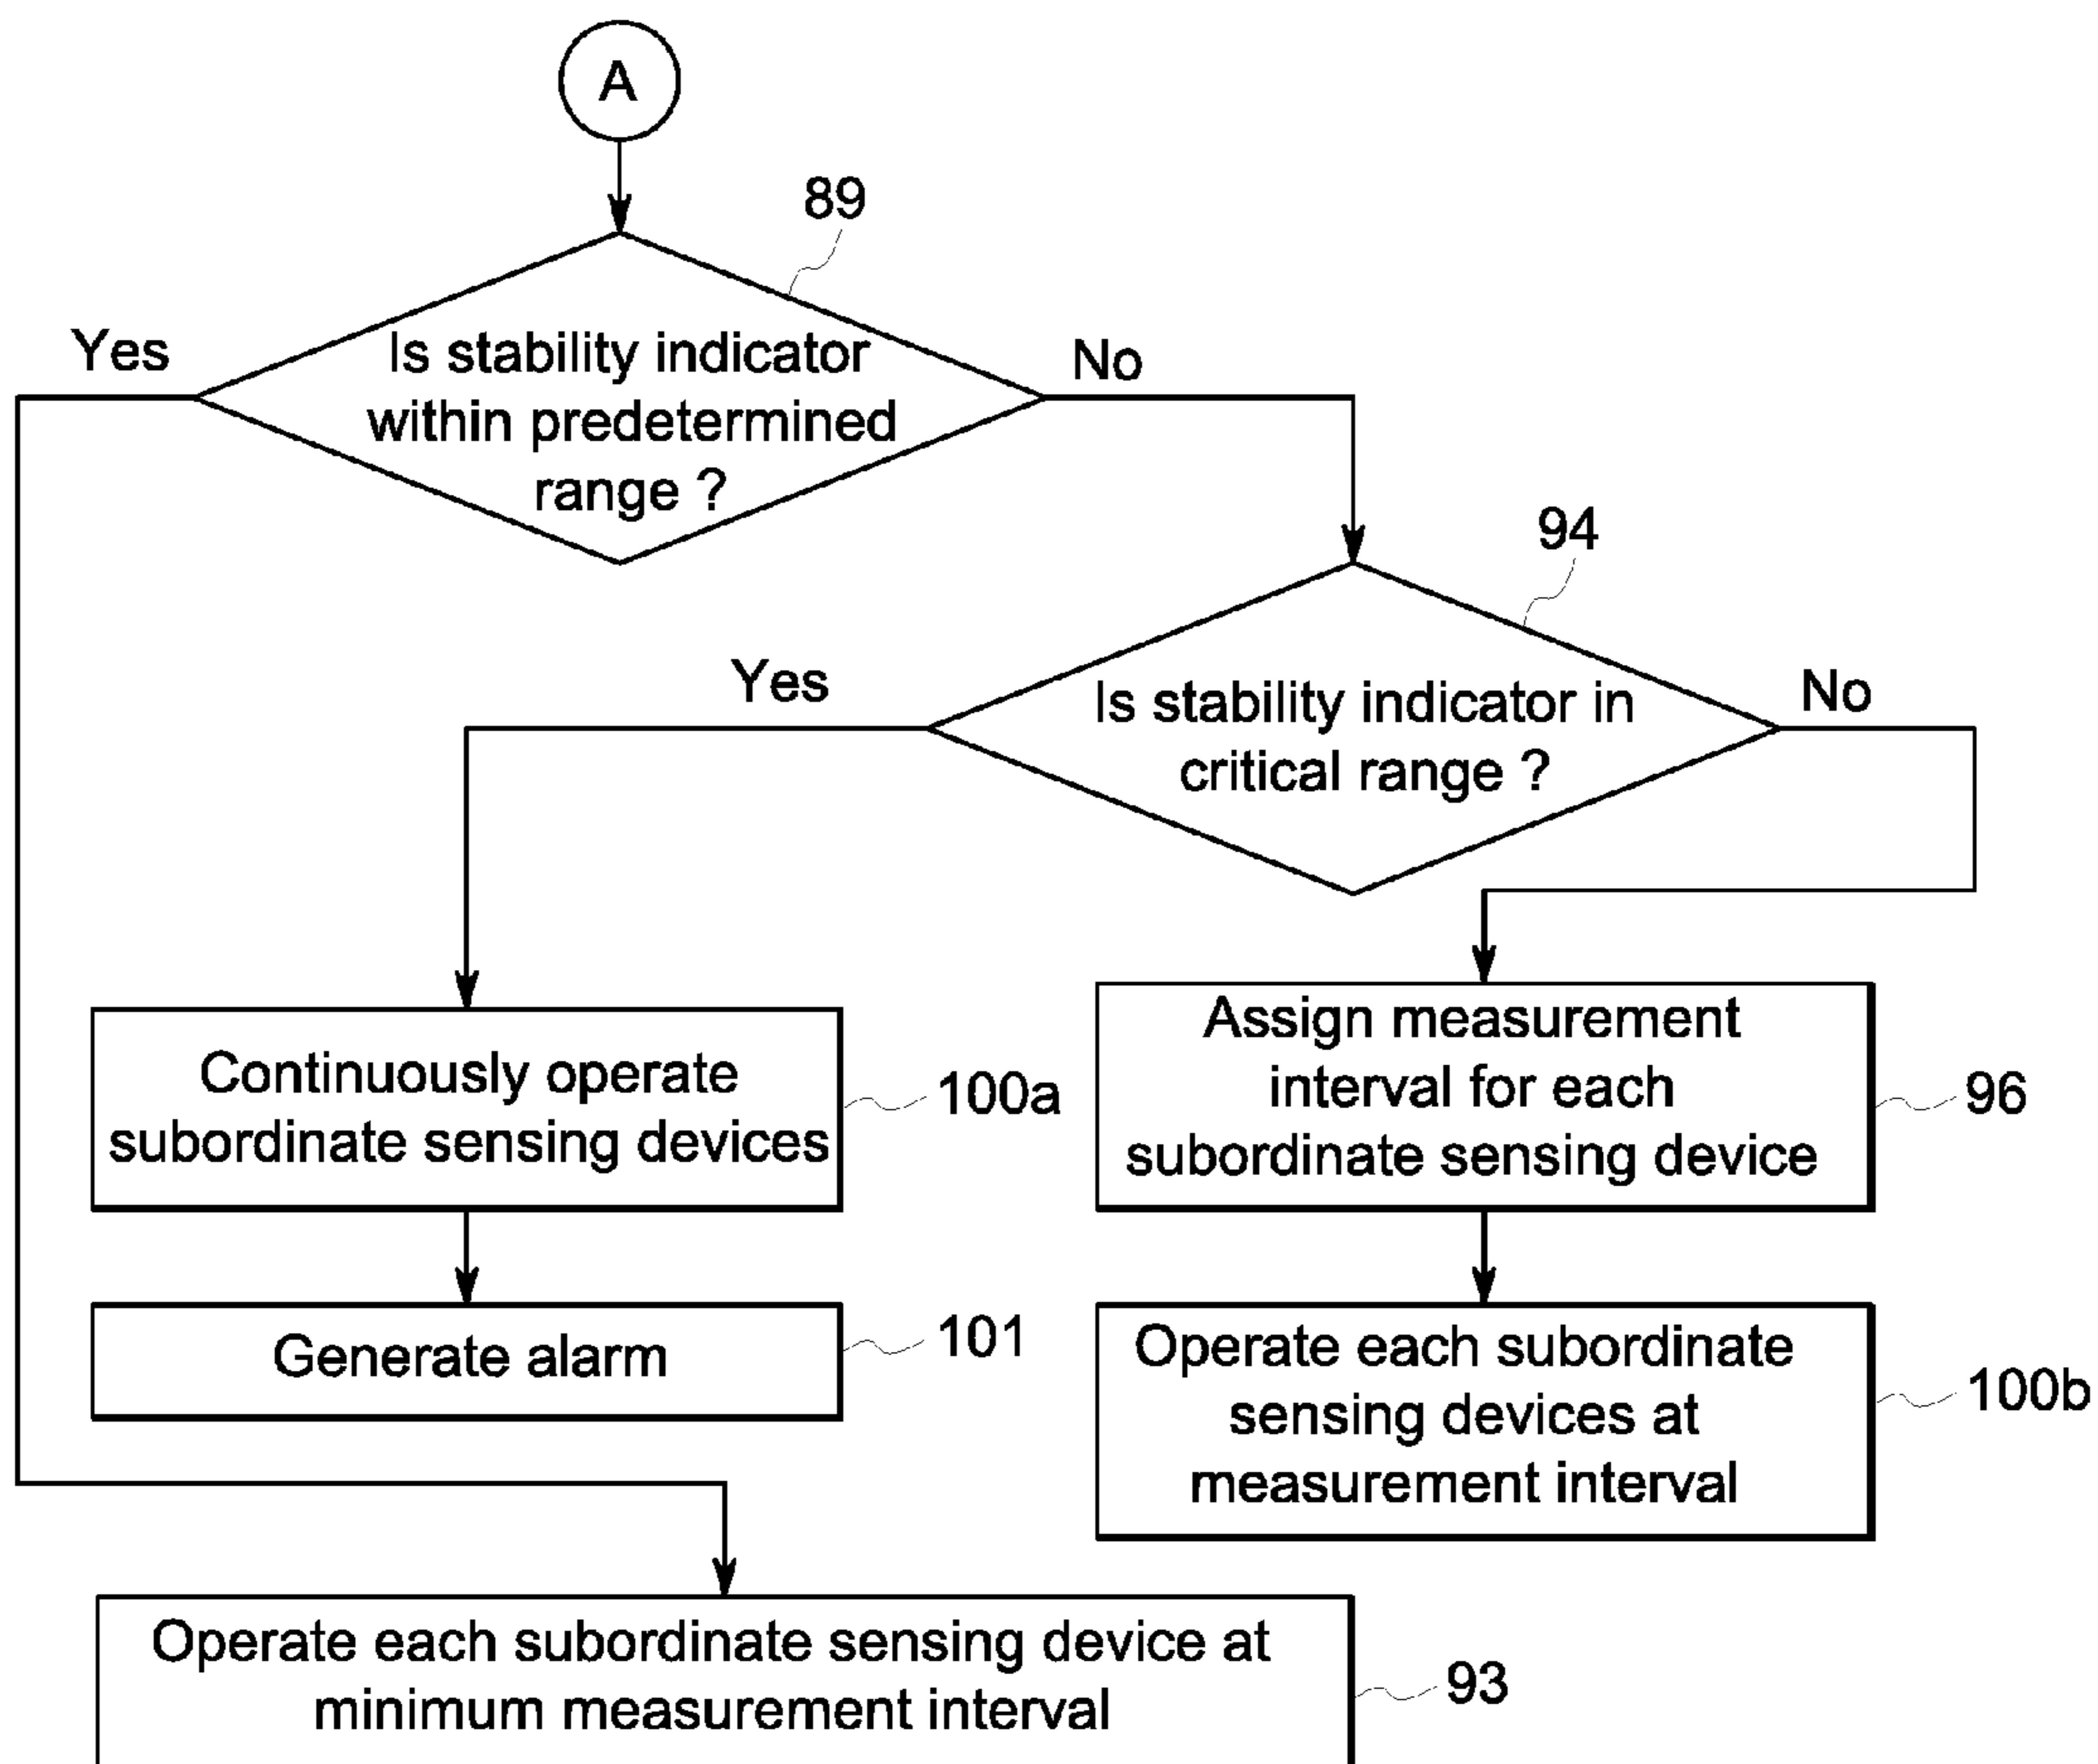 A
89
Yes
Is stability indicator
within predetermined
range ?
No
94
Yes
Is stability indicator in
critical range ?
No
Continuously operate
subordinate sensing devices
100a
Assign measurement
interval for each
subordinate sensing device
96
Generate alarm
101
Operate each subordinate
sensing devices at
measurement interval
100b
Operate each subordinate sensing device at
minimum measurement interval
93